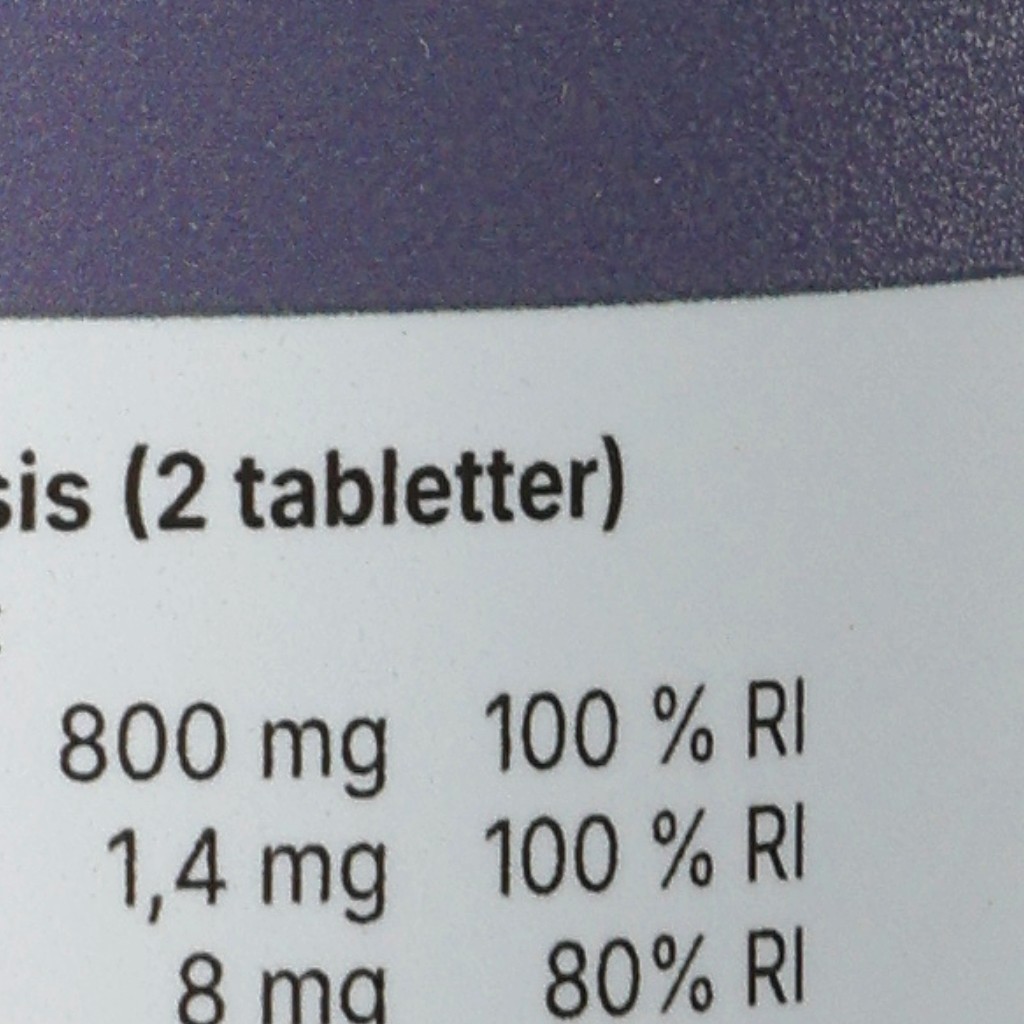 sis (2 tabletter)
800 mg 100 % RI
1,4 mg 100 % RI
8 mg 80% RI